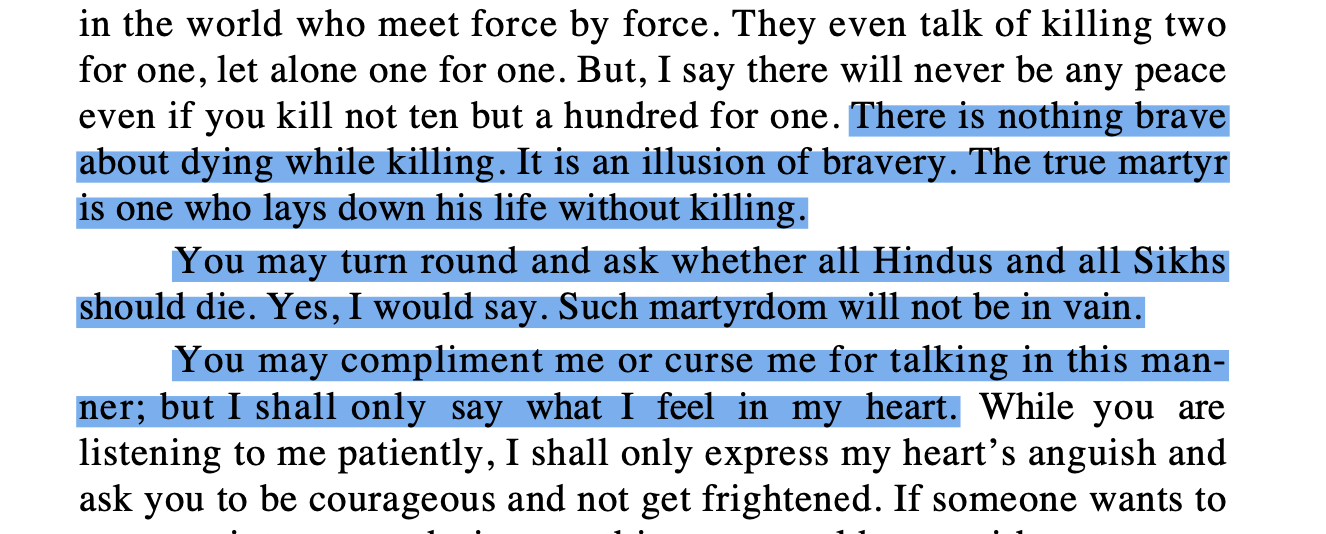 in the world who meet force by force. They even talk of killing two
for one, let alone one for one. But, I say there will never be any peace
even if you kill not ten but a hundred for one. There is nothing brave
about dying while killing. It is an illusion of bravery. The true martyr
is one who lays down his life without killing.
You may turn round and ask whether all Hindus and all Sikhs
should die. Yes, I would say. Such martyrdom will not be in vain.
You may compliment me or curse me for talking in this man-
ner; but I shall only say what I feel in my heart. While you are
listening to me patiently, I shall only express my heart’s anguish and
ask you to be courageous and not get frightened. If someone wants to